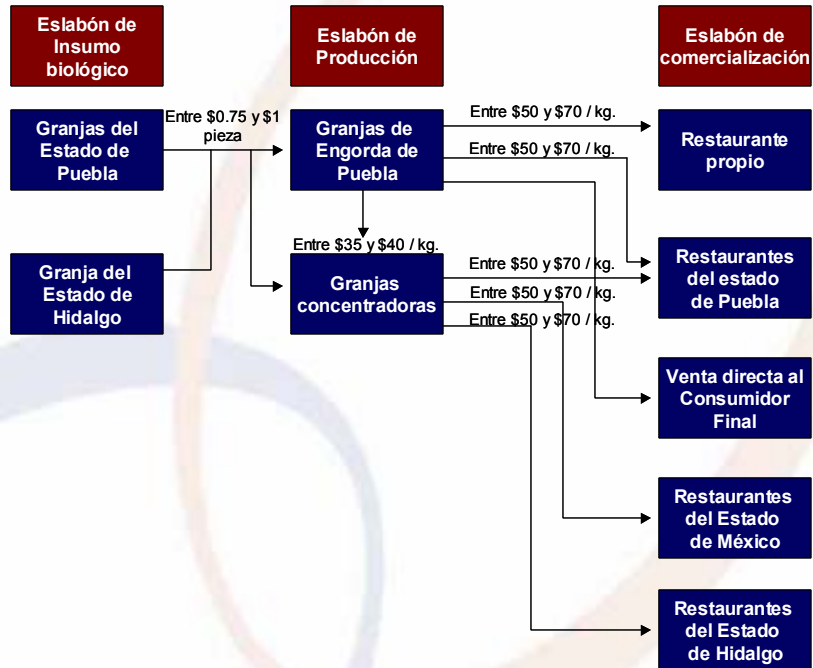 Eslabón de
Insumo
biológico
Eslabón de
Producción
Eslabón de
comercialización
Granjas del
Estado de
Puebla
Entre $0.75 y $1
pieza
Granjas de
Engorda de
Puebla
Entre $50 y $70 / kg.
Entre $50 y $70 / kg.
Restaurante
propio
Entre $35 y $40 / kg.
Granja del
Estado de
Hidalgo
Granjas
concentradoras
Entre $50 y $70 / kg.
Entre $50 y $70 / kg.
Entre $50 y $70 / kg.
Restaurantes
del estado
de Puebla
Venta directa al
Consumidor
Final
Restaurantes
del Estado
de México
Restaurantes
del Estado
de Hidalgo